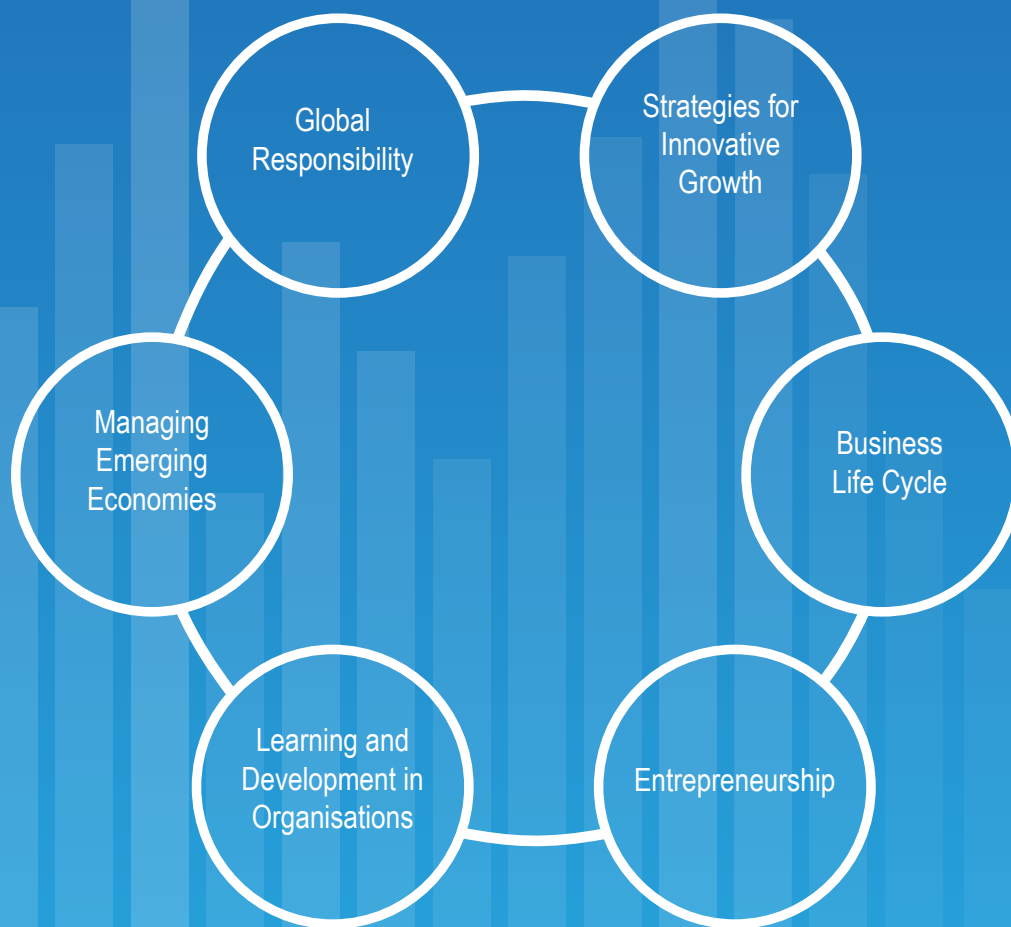 Global
Responsibility
Strategies for
Innovative
Growth
Managing
Emerging
Economies
Business
Life Cycle
Learning and
Development in
Organisations
Entrepreneurship